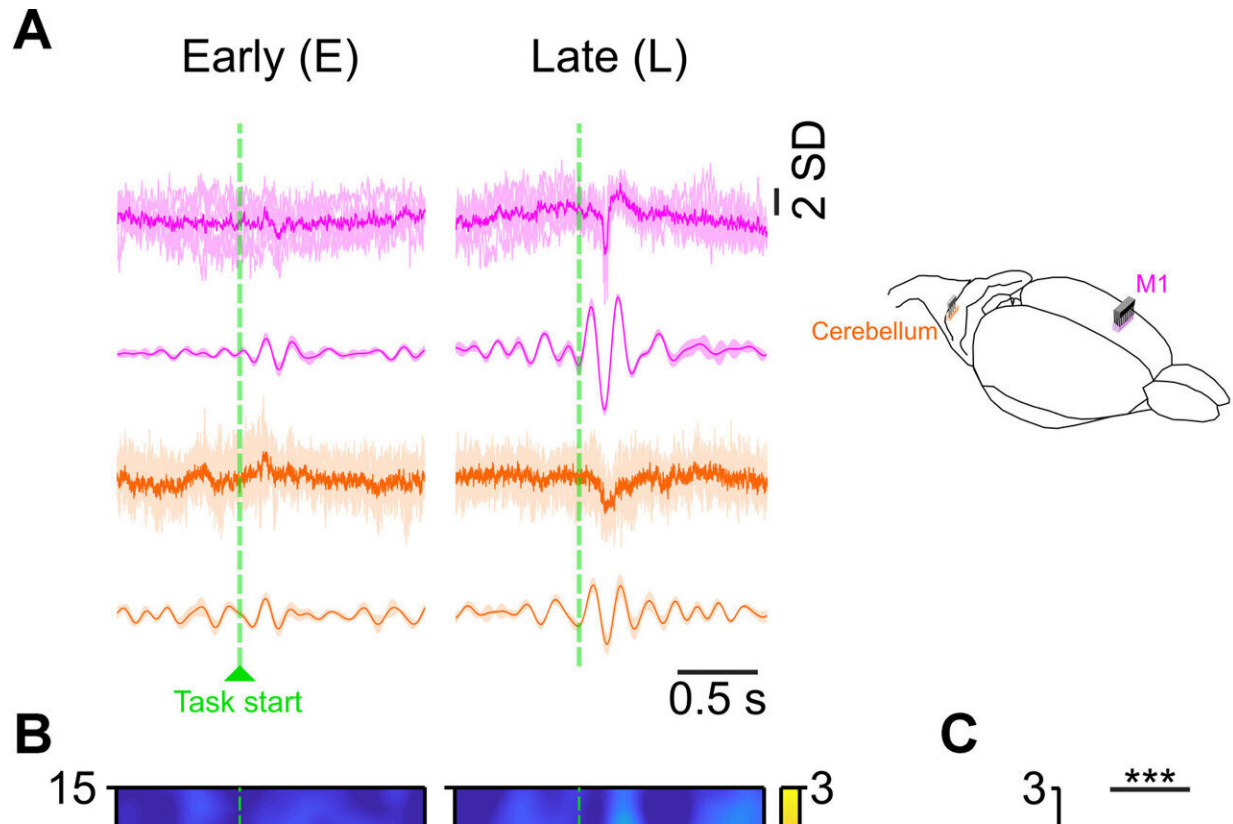 A
Early (E)
Late (L)
2 SD
M1
Cerebellum
Task start
0.5 s
B
C
15
3
3
***